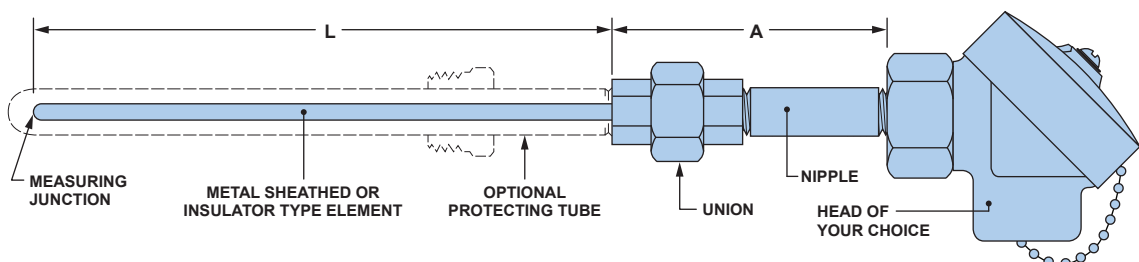 L
A
MEASURING
JUNCTION
METAL SHEATHED OR
INSULATOR TYPE ELEMENT
OPTIONAL
PROTECTING TUBE
UNION
NIPPLE
HEAD OF
YOUR CHOICE